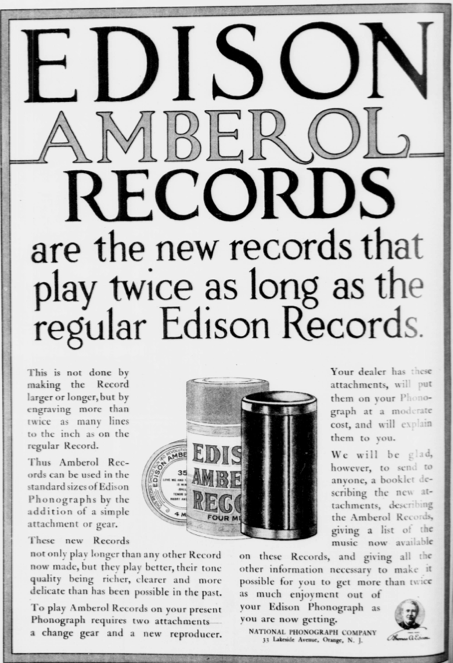 EDISON
AMBEROL
RECORDS
are the new records that
play twice as long as the
regular Edison Records.
This is not done by
making the Record
larger or longer, but by
engraving more than
twice as many lines
to the inch as on the
regular Record.
Thus Amberol Rec-
ords can be used in the
standard sizes of Edison
Phonographs by the
addition of a simple
attachment or gear.
These new Records
not only play longer than any other Record
now made, but they play better, their tone
quality being richer, clearer and more
delicate than has been possible in the past.
To play Amberol Records on your present
Phonograph requires two attachments—
a change gear and a new reproducer.
EDISON AMBE
35
4 M
EDIS
AMBE
RECO
FOUR M
Your dealer has these
attachments, will put
them on your Phono-
graph at a moderate
cost, and will explain
them to you.
We will be glad,
however, to send to
anyone, a booklet de-
scribing the new at-
tachments, describing
the Amberol Records,
giving a list of the
music now available
on these Records, and giving all the
other information necessary to make it
possible for you to get more than twice
as much enjoyment out of
your Edison Phonograph as
you are now getting.
NATIONAL PHONOGRAPH COMPANY
33 Lakeside Avenue, Orange, N. J.
Thomas A. Edison